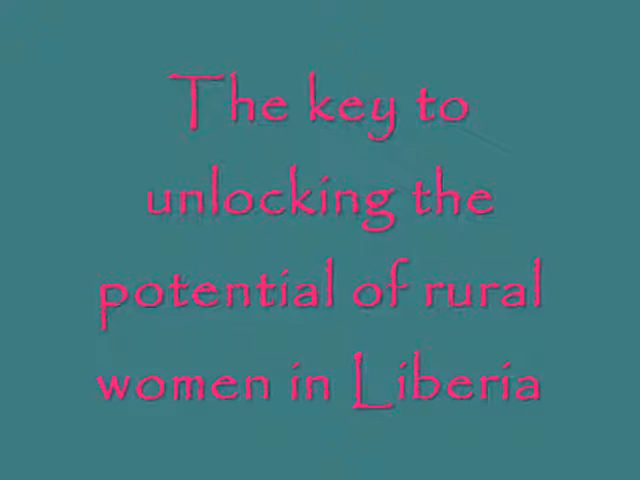 The key to
unlocking the
potential of rural
women in Liberia